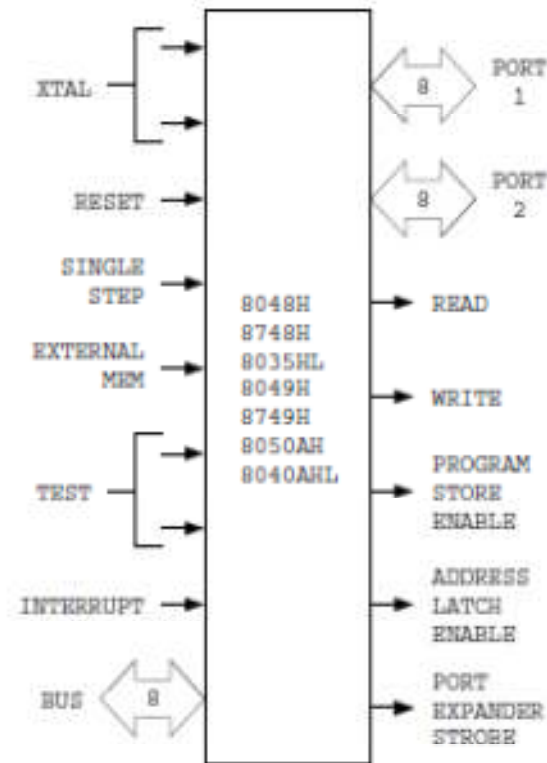 XTAL
RESET
SINGLE
STEP
EXTERNAL
MEM
TEST
INTERRUPT
BUS
8
8048H
8748H
8035HL
8049H
8749H
8050AH
8040AHL
8
PORT
1
8
PORT
2
READ
WRITE
PROGRAM
STORE
ENABLE
ADDRESS
LATCH
ENABLE
PORT
EXPANDER
STROBE